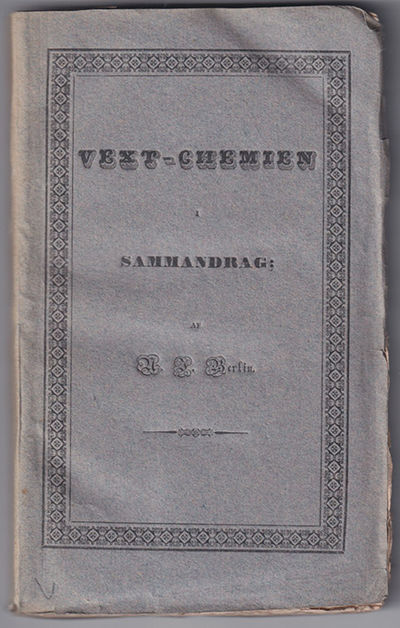 VEXT-CHEMIEN
I
SAMMANDRAG;
AF
N. J. Berlin.